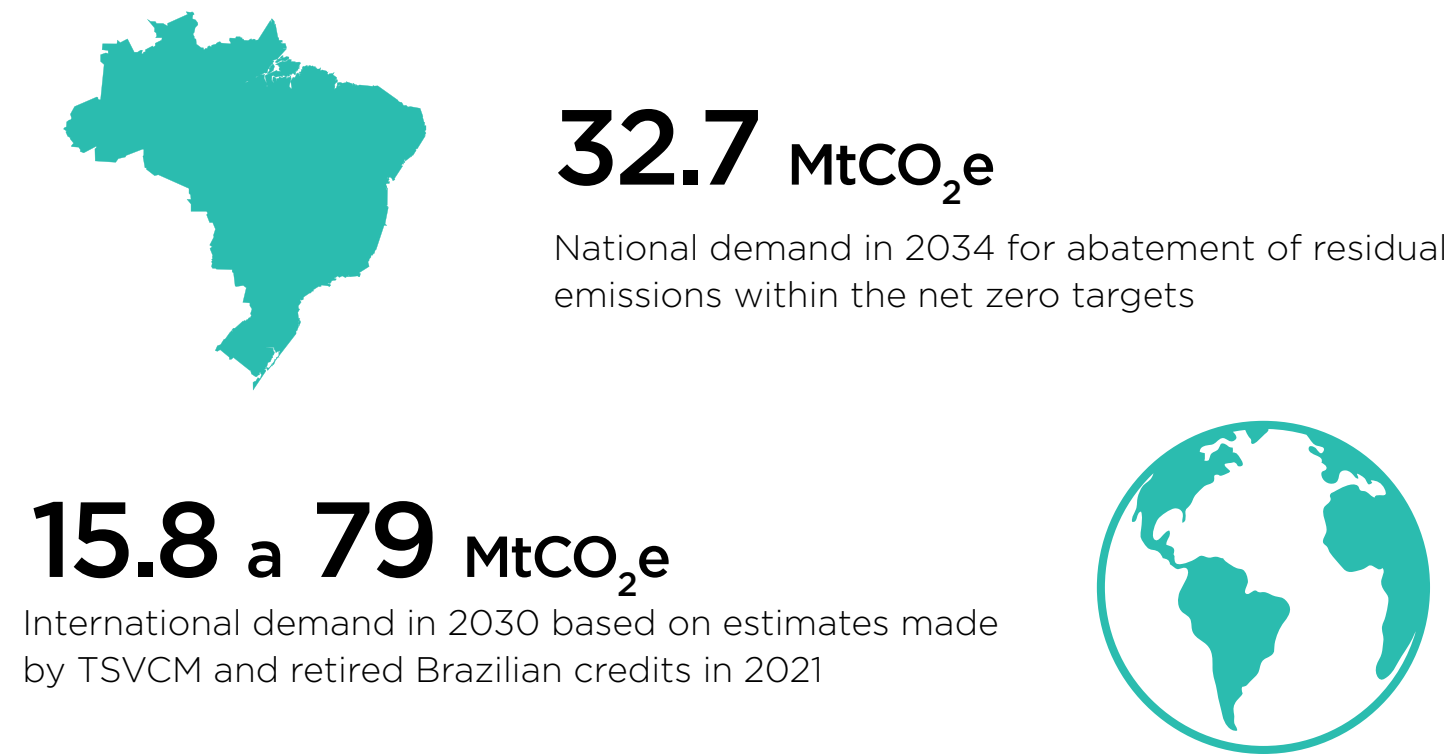 32.7 MtCO₂e
National demand in 2034 for abatement of residual
emissions within the net zero targets
15.8 a 79 MtCO₂e
International demand in 2030 based on estimates made
by TSVCM and retired Brazilian credits in 2021